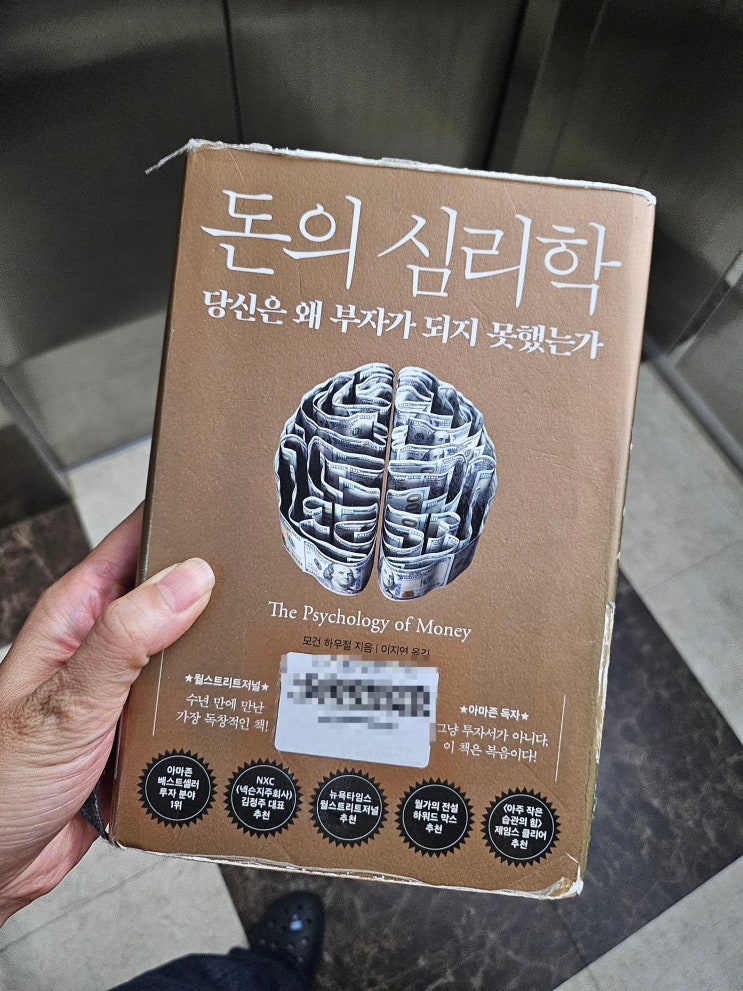 돈의 심리학
당신은 왜 부자가 되지 못했는가
The Psychology of Money
모건 하우절 지음 | 이지연 옮김
★월스트리트저널★
수년 만에 만난
가장 독창적인 책!
★아마존 독자★
그냥 투자서가 아니다,
이 책은 복음이다!
아마존
베스트셀러
투자 분야
1위
NXC
(넥슨지주회사)
김정주 대표
추천
뉴욕타임스
월스트리트저널
추천
월가의 전설
하워드 막스
추천
<아주 작은
습관의 힘>
제임스 클리어
추천